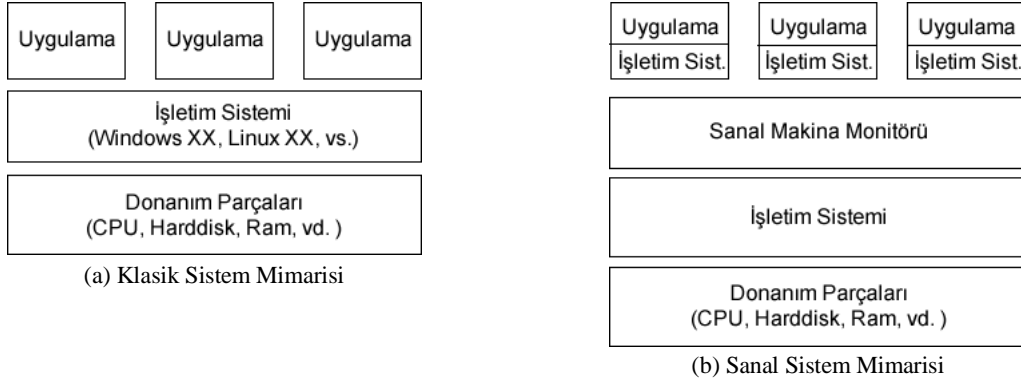 Uygulama
Uygulama
Uygulama
İşletim Sistemi
(Windows XX, Linux XX, vs.)
Donanım Parçaları
(CPU, Harddisk, Ram, vd. )
(a) Klasik Sistem Mimarisi
Uygulama
İşletim Sist.
Uygulama
İşletim Sist.
Uygulama
İşletim Sist.
Sanal Makina Monitörü
İşletim Sistemi
Donanım Parçaları
(CPU, Harddisk, Ram, vd. )
(b) Sanal Sistem Mimarisi